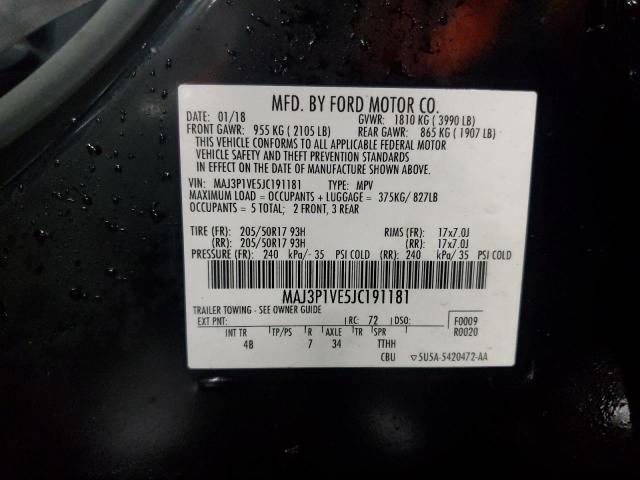 MFD. BY FORD MOTOR CO.
DATE: 01/18 GVWR: 1810 KG ( 3990 LB)
FRONT GAWR: 955 KG ( 2105 LB) REAR GAWR: 865 KG ( 1907 LB)
THIS VEHICLE CONFORMS TO ALL APPLICABLE FEDERAL MOTOR
VEHICLE SAFETY AND THEFT PREVENTION STANDARDS
IN EFFECT ON THE DATE OF MANUFACTURE SHOWN ABOVE.
VIN: MAJ3P1VE5JC191181 TYPE: MPV
MAXIMUM LOAD = OCCUPANTS + LUGGAGE = 375KG/ 827LB
OCCUPANTS = 5 TOTAL; 2 FRONT, 3 REAR
TIRE (FR): 205/50R17 93H RIMS (FR): 17x7.0J
(RR): 205/50R17 93H (RR): 17x7.0J
PRESSURE (FR): 240 kPa/ 35 PSI COLD (RR): 240 kPa/ 35 PSI COLD
MAJ3P1VE5JC191181
TRAILER TOWING - SEE OWNER GUIDE
EXT PNT: RC: 72 DSO: F0009
INT TR TP/PS R AXLE TR SPR R0020
4B 7 34 TTHH
CBU ▽5U5A-5420472-AA